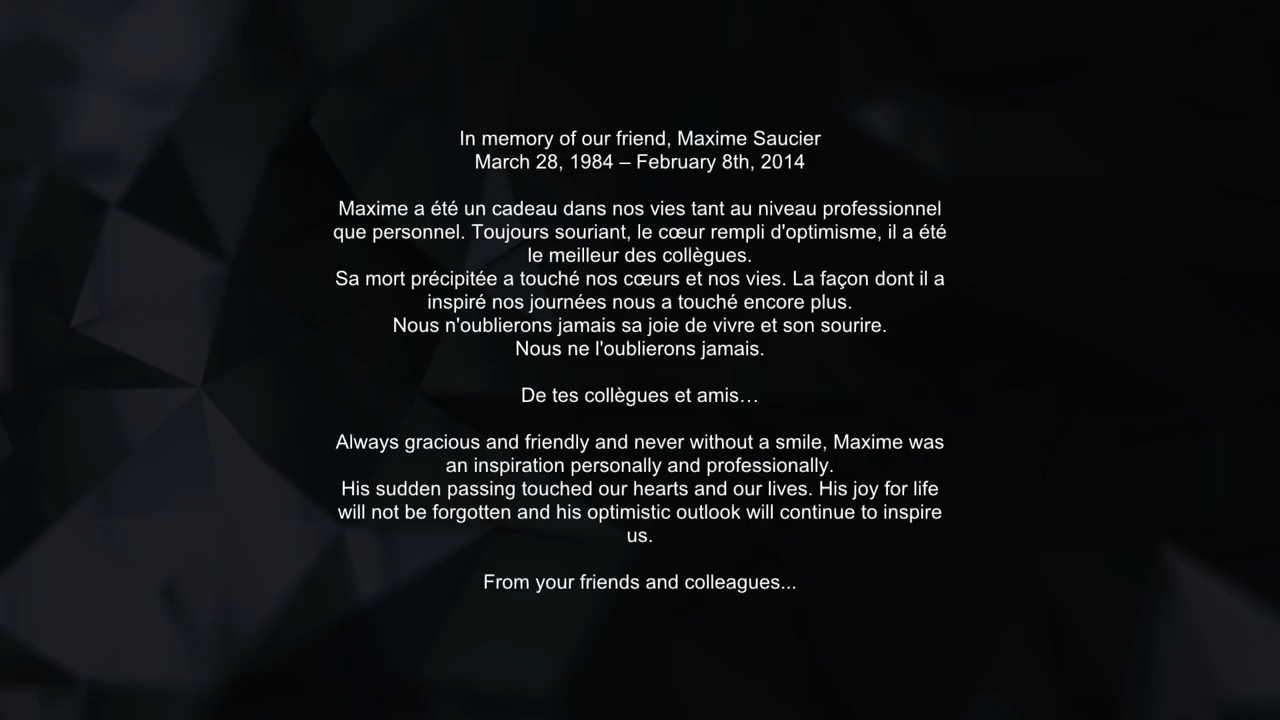 In memory of our friend, Maxime Saucier
March 28, 1984 – February 8th, 2014
Maxime a été un cadeau dans nos vies tant au niveau professionnel
que personnel. Toujours souriant, le cœur rempli d'optimisme, il a été
le meilleur des collègues.
Sa mort précipitée a touché nos cœurs et nos vies. La façon dont il a
inspiré nos journées nous a touché encore plus.
Nous n'oublierons jamais sa joie de vivre et son sourire.
Nous ne l'oublierons jamais.
De tes collègues et amis…
Always gracious and friendly and never without a smile, Maxime was
an inspiration personally and professionally.
His sudden passing touched our hearts and our lives. His joy for life
will not be forgotten and his optimistic outlook will continue to inspire
us.
From your friends and colleagues...